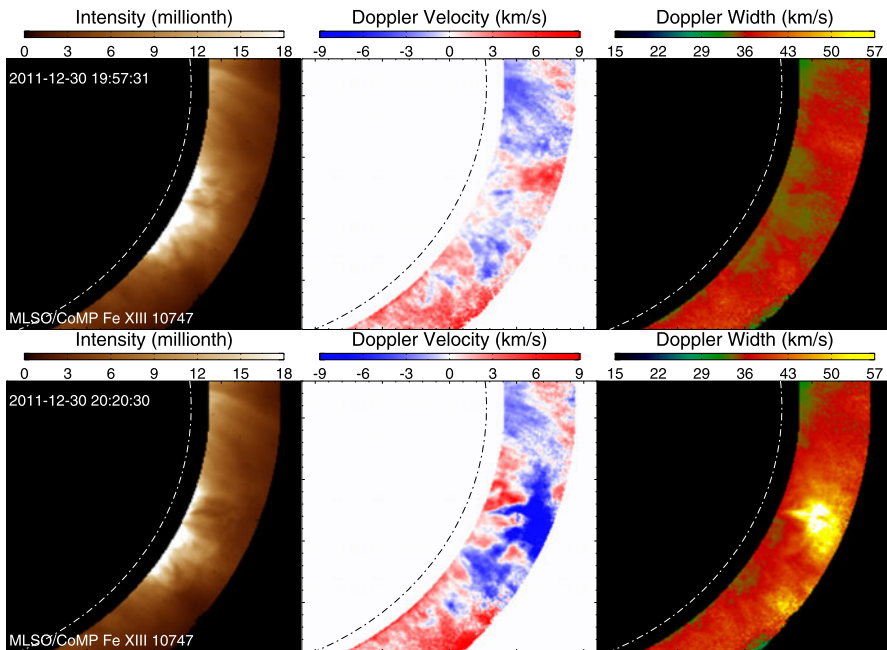 Intensity (millionth) Doppler Velocity (km/s) Doppler Width (km/s)
0 3 6 9 12 15 18 -9 -6 -3 0 3 6 9 15 22 29 36 43 50 57
2011-12-30 19:57:31
MLSO/CoMP Fe XIII 10747
Intensity (millionth) Doppler Velocity (km/s) Doppler Width (km/s)
0 3 6 9 12 15 18 -9 -6 -3 0 3 6 9 15 22 29 36 43 50 57
2011-12-30 20:20:30
MLSO/CoMP Fe XIII 10747